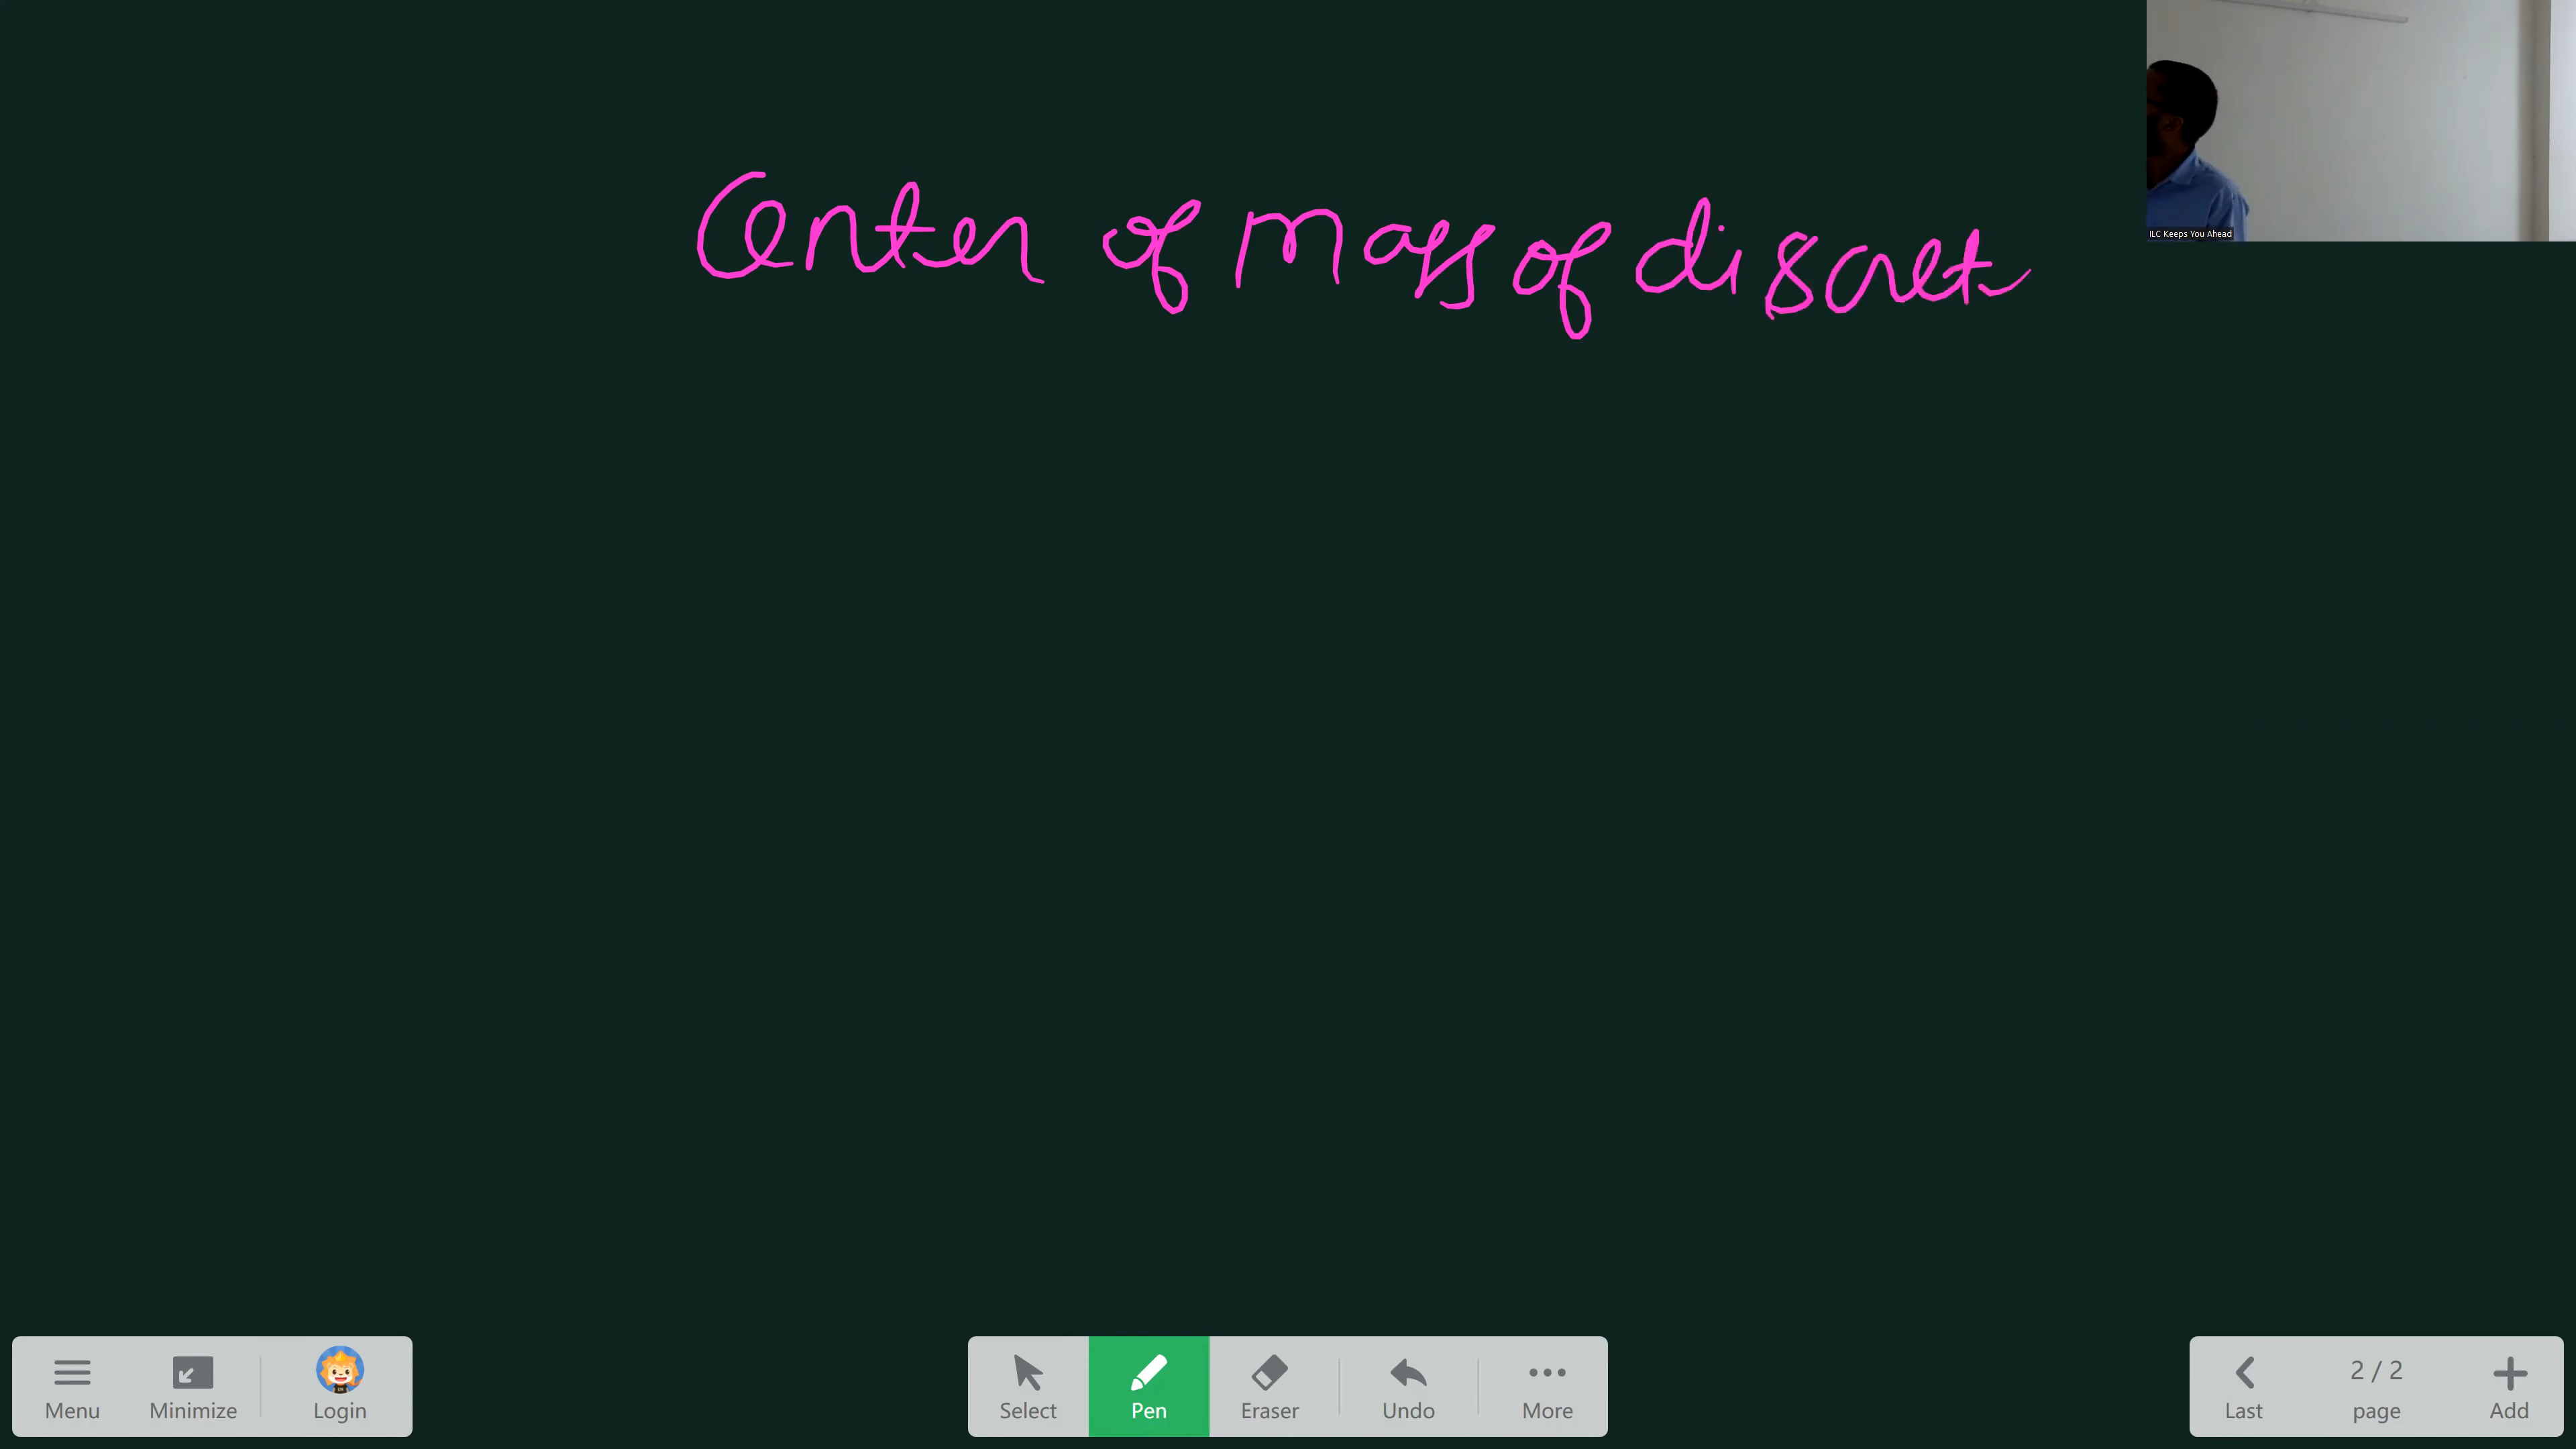 Center of mass of discrete
ILC Keeps You Ahead
Menu Minimize Login Select Pen Eraser Undo More Last 2 / 2 page Add